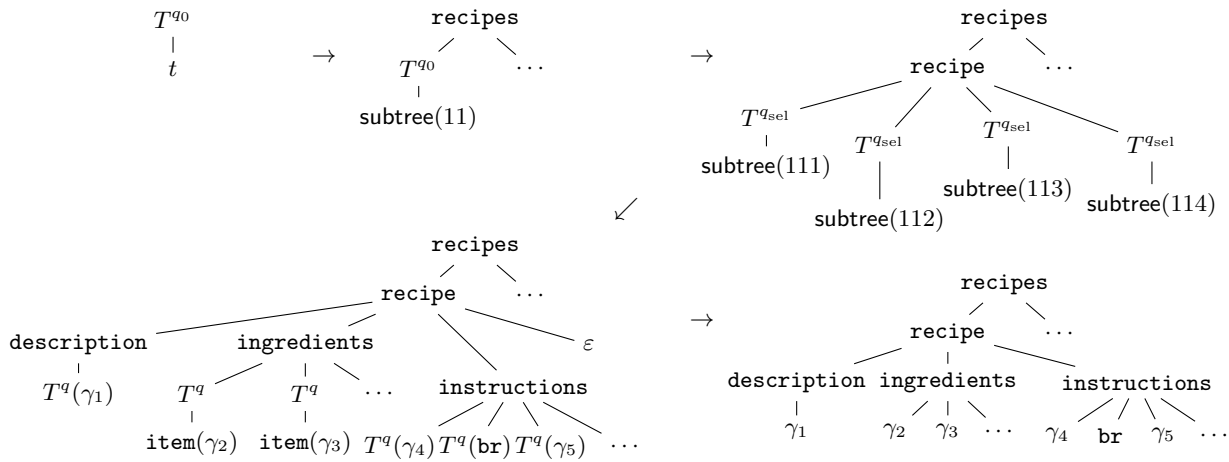 T^{q_0} → recipes → recipes
t T^{q_0} ⋯ recipe ⋯
subtree(11) T^{q_sel} T^{q_sel} T^{q_sel} T^{q_sel}
subtree(111) subtree(112) subtree(113) subtree(114)
↙
recipes
recipe ⋯
description ingredients ε
T^q(γ_1) T^q T^q ⋯ instructions
item(γ_2) item(γ_3) T^q(γ_4) T^q(br) T^q(γ_5) ⋯
→
recipes
recipe ⋯
description ingredients instructions
γ_1 γ_2 γ_3 ⋯ γ_4 br γ_5 ⋯